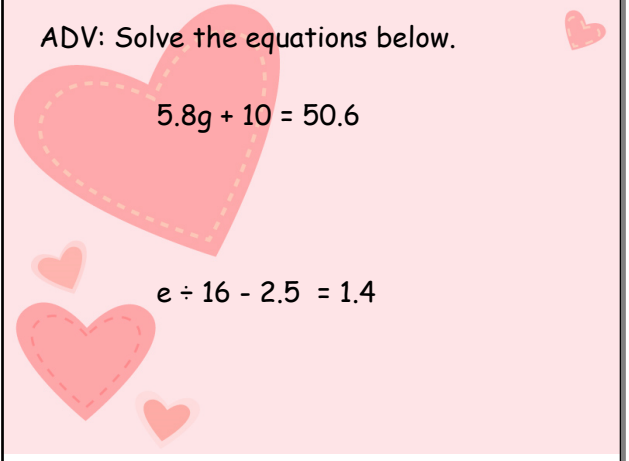 ADV: Solve the equations below.
5.8g + 10 = 50.6
e ÷ 16 - 2.5 = 1.4